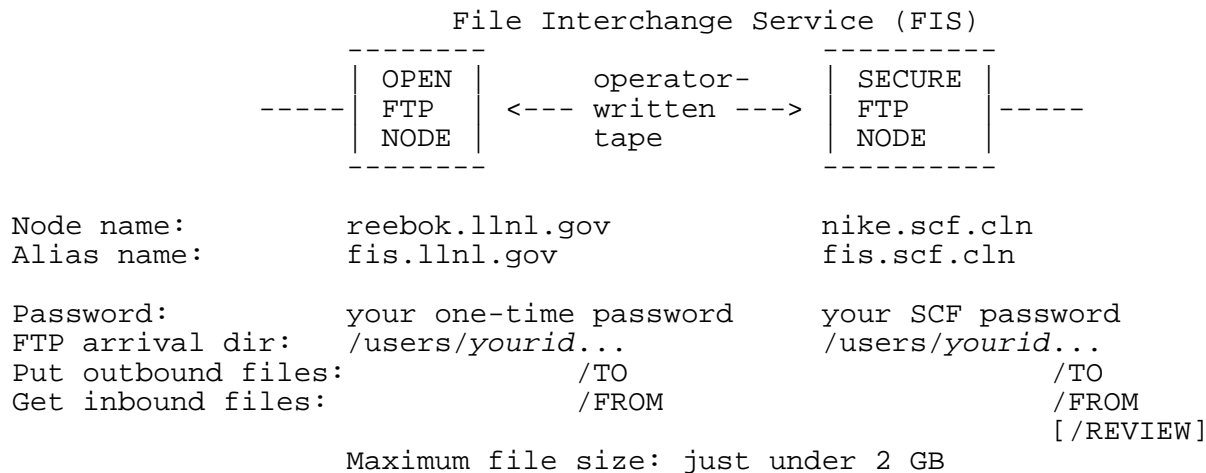 File Interchange Service (FIS)
-------- ----------
| OPEN | operator- | SECURE |
-----| FTP | <--- written ---> | FTP |-----
| NODE | tape | NODE |
-------- ----------
Node name: reebok.llnl.gov nike.scf.cln
Alias name: fis.llnl.gov fis.scf.cln
Password: your one-time password your SCF password
FTP arrival dir: /users/yourid... /users/yourid...
Put outbound files: /TO /TO
Get inbound files: /FROM /FROM
[/REVIEW]
Maximum file size: just under 2 GB